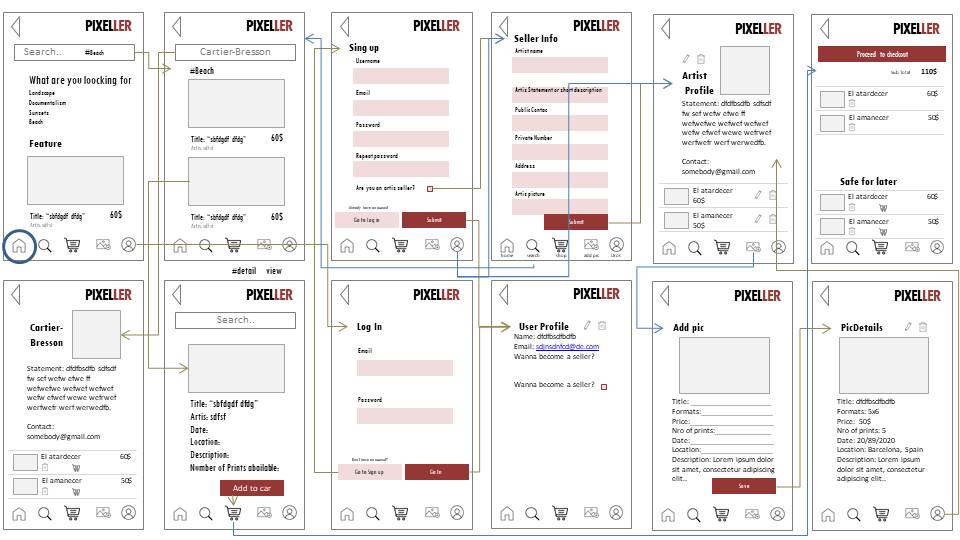 PIXELLER
Search.. #Beach
What are you loocking for
Landscape
Documentalism
Sunsets
Beach
Feature
Title: "sbfdgdf dfdg" 60$
Artis: sdfsf
PIXELLER
Cartier-Bresson
#Beach
Title: "sbfdgdf dfdg" 60$
Artis: sdfsf
Title: "sbfdgdf dfdg" 60$
Artis: sdfsf
PIXELLER
Sing up
Username
Email
Password
Repeat password
Are you an artis seller?
Already have an acount?
Go to log in Submit
PIXELLER
Seller Info
Artist name
Artis Statement or short description
Public Contac
Private Number
Address
Artis picture
Submit
home search shop add pic Usrer
PIXELLER
Artist
Profile
Statement: dfdfbsdfb sdfsdf
fw sef wefw efwe ff
wefwefwe wefwef wefwef
wefw efwef wewe wefrwef
werfwefr werf werwedfb.
Contact:
somebody@gmail.com
El atardecer
60$
El amanecer
50$
PIXELLER
Proceed to checkout
Sub Total 110$
El atardecer 60$
El amanecer 50$
Safe for later
El atardecer 60$
El amanecer 50$
#detail view
PIXELLER
Cartier-
Bresson
Statement: dfdfbsdfb sdfsdf
fw sef wefw efwe ff
wefwefwe wefwef wefwef
wefw efwef wewe wefrwef
werfwefr werf werwedfb.
Contact:
somebody@gmail.com
El atardecer 60$
El amanecer 50$
PIXELLER
Search..
Title: "sbfdgdf dfdg"
Artis: sdfsf
Date:
Location:
Description:
Number of Prints abailable:
Add to car
PIXELLER
Log In
Email
Password
Don't have an acount?
Go to Sign up Go to
PIXELLER
User Profile
Name: dfdfbsdfbdfb
Email: sdjnsdnfcd@de.com
Wanna become a seller?
Wanna become a seller?
PIXELLER
Add pic
Title:
Formats:
Price:
Nro of prints:
Date:
Location:
Description: Lorem ipsum dolor
sit amet, consectetur adipiscing
elit..
Save
PIXELLER
PicDetails
Title: dfdfbsdfb
Formats: 5x6
Price: 50$
Nro of prints: 5
Date: 20/89/2020
Location: Barcelona, Spain
Description: Lorem ipsum
dolor sit amet, consectetur
adipiscing elit..